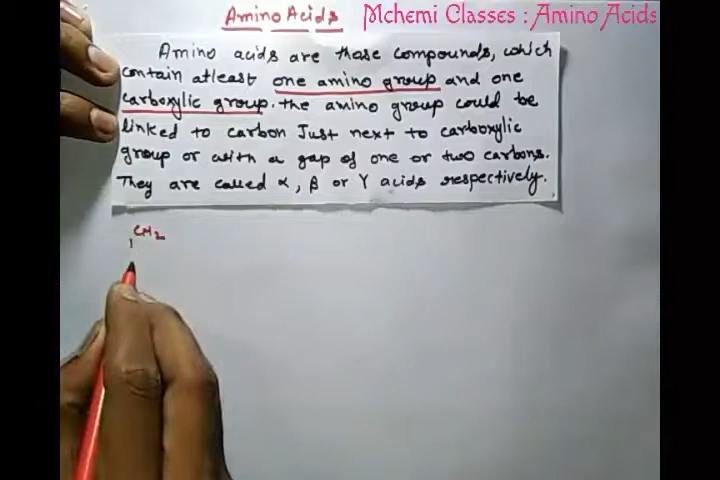 Amino Acids
Mchemi Classes : Amino Acids
Amino acids are those compounds, which
contain atleast one amino group and one
carboxylic group. The amino group could be
linked to carbon Just next to carboxylic
group or with a gap of one or two carbons.
They are called α, β or γ acids respectively.
CH2